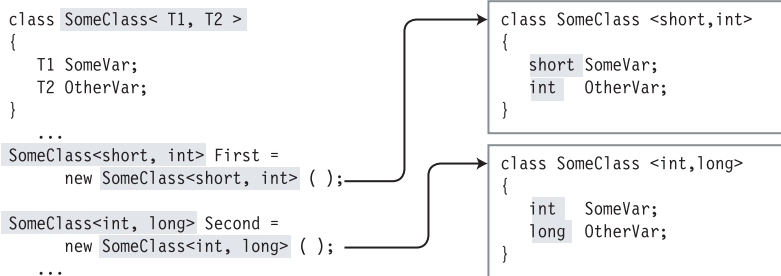 class SomeClass< T1, T2 >
{
T1 SomeVar;
T2 OtherVar;
}
...
SomeClass<short, int> First =
new SomeClass<short, int> ( );
SomeClass<int, long> Second =
new SomeClass<int, long> ( );
...
class SomeClass <short,int>
{
short SomeVar;
int OtherVar;
}
class SomeClass <int,long>
{
int SomeVar;
long OtherVar;
}